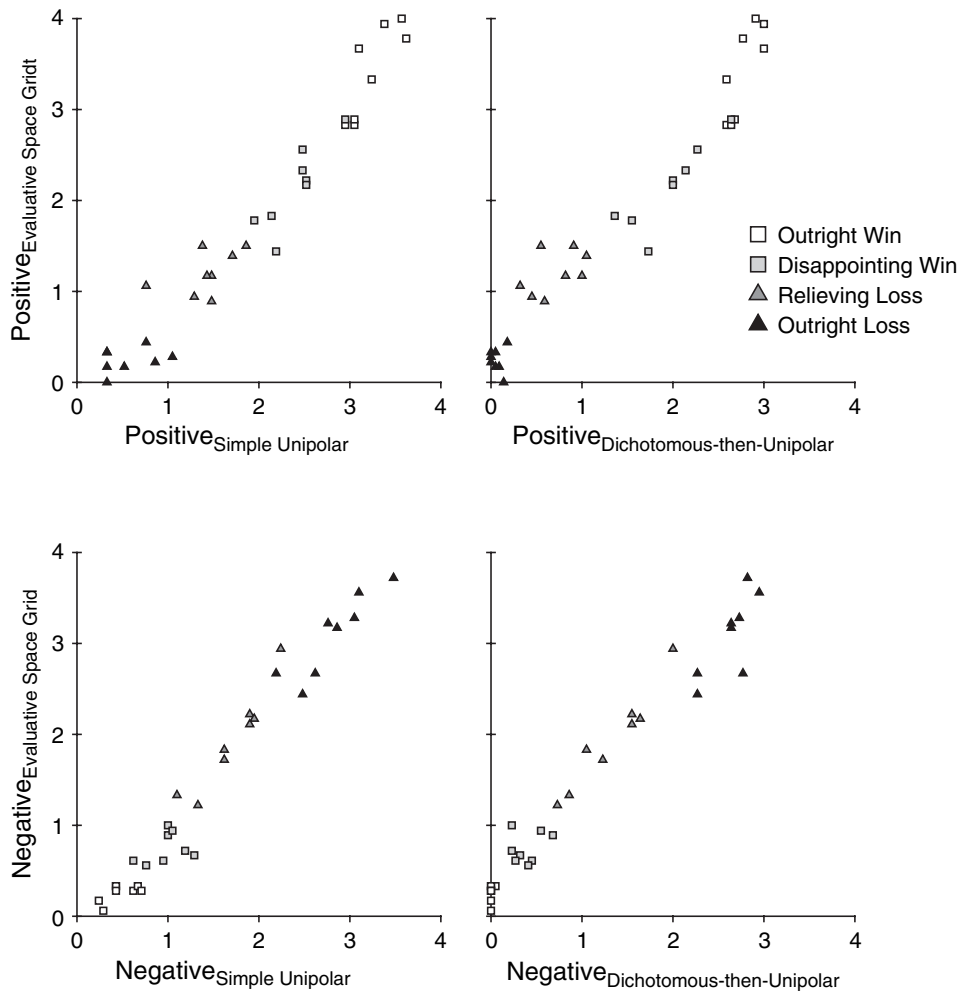 4
3
2
1
0
Positive Evaluative Space Gridt
0 1 2 3 4
Positive Simple Unipolar
0 1 2 3 4
Positive Dichotomous-then-Unipolar
Outright Win
Disappointing Win
Relieving Loss
Outright Loss
4
3
2
1
0
Negative Evaluative Space Grid
0 1 2 3 4
Negative Simple Unipolar
0 1 2 3 4
Negative Dichotomous-then-Unipolar